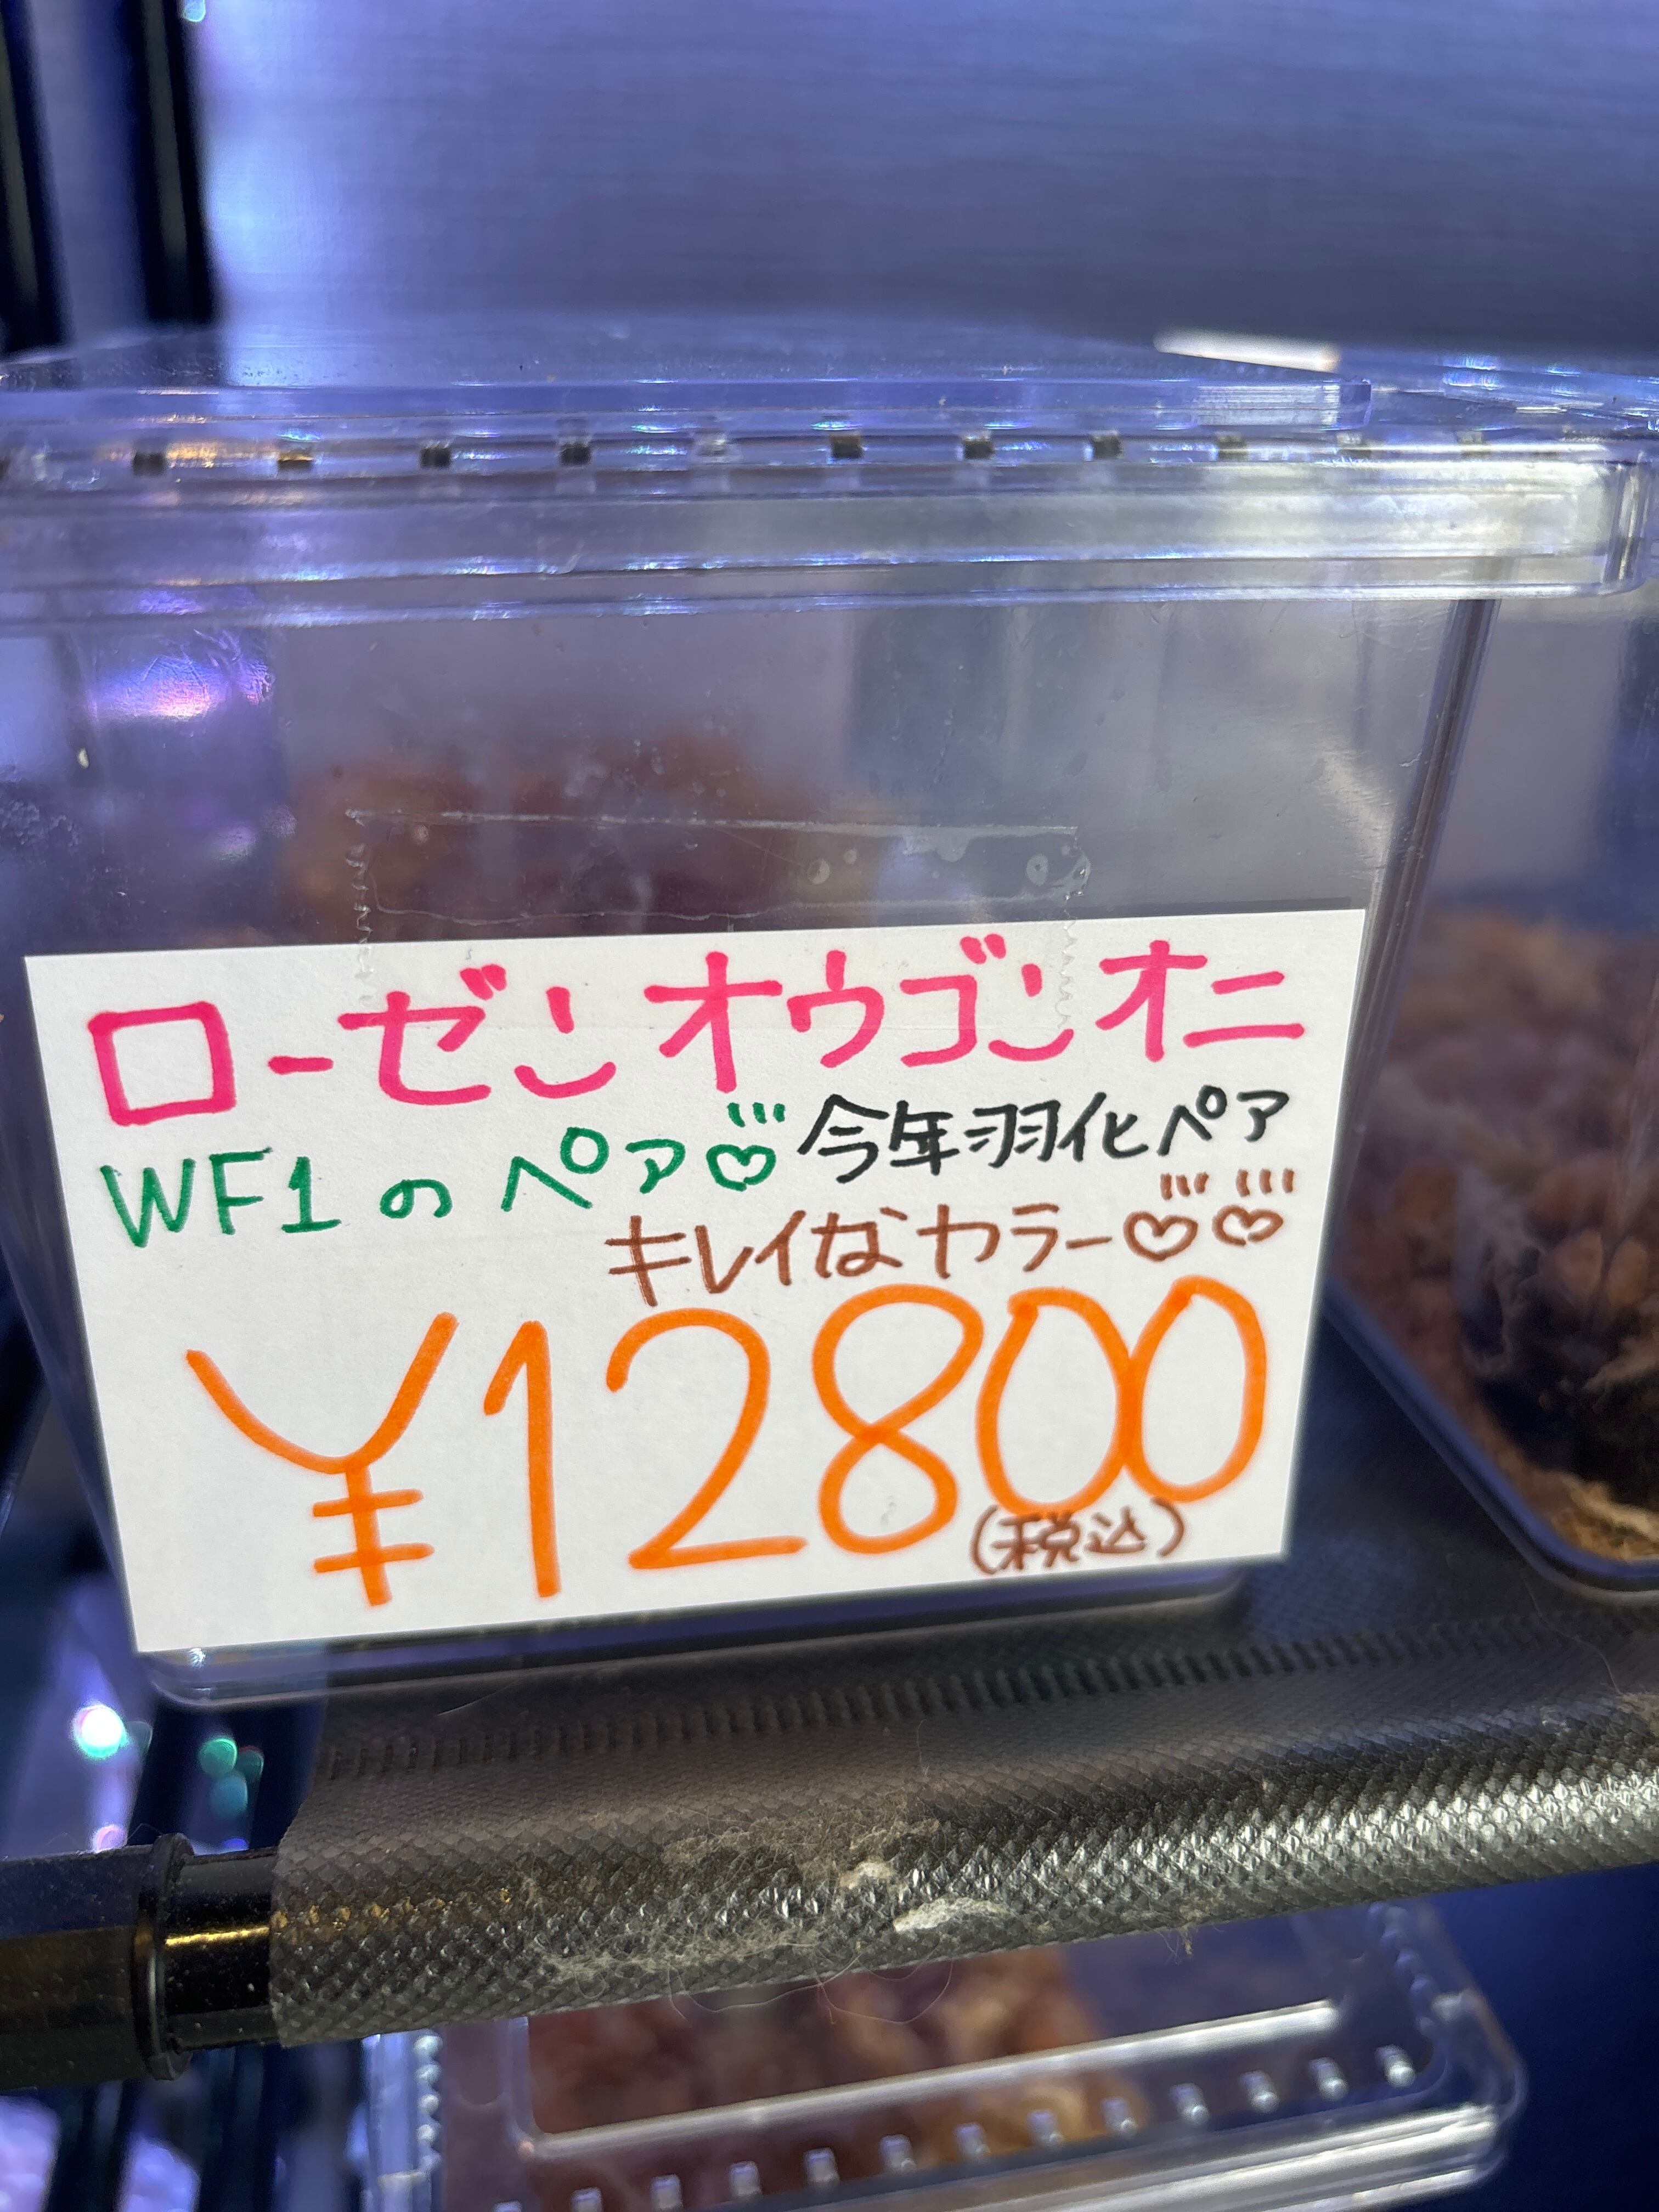 ローゼンオウゴンオニ
WF1のペア♡ 今年羽化ペア
キレイなカラー♡♡
¥12800
(税込)